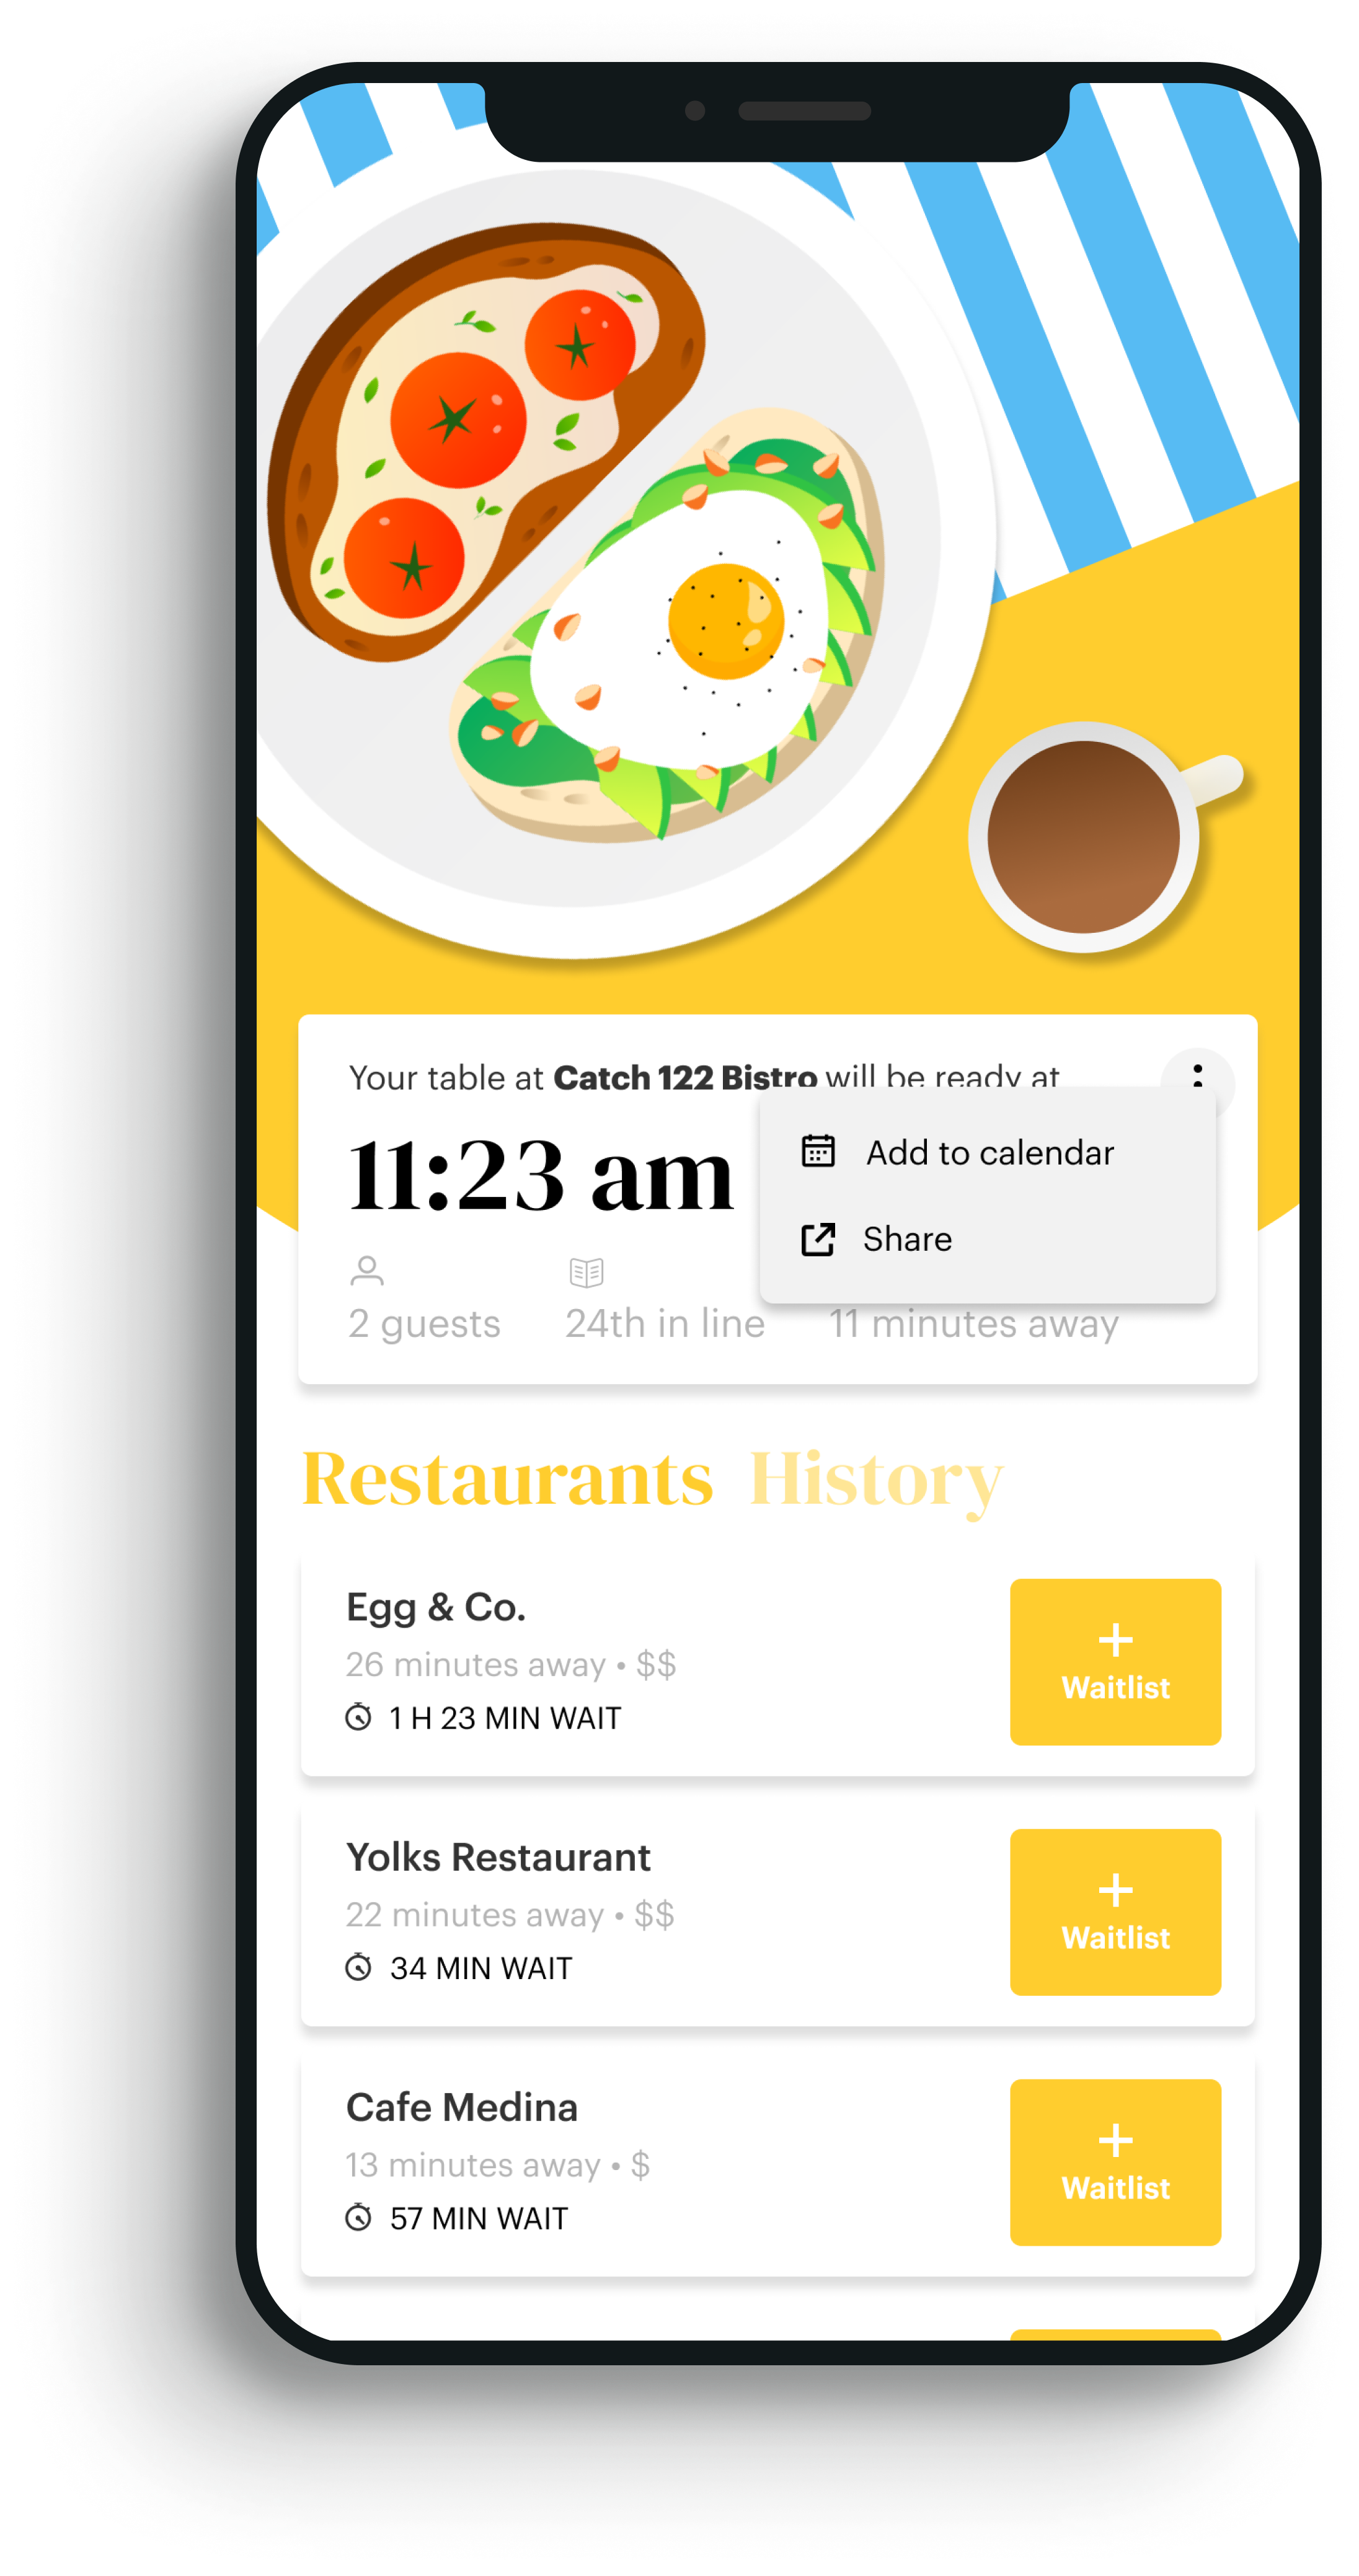 Your table at Catch 122 Bistro will be ready at
11:23 am
Add to calendar
Share
2 guests 24th in line 11 minutes away
Restaurants History
Egg & Co.
26 minutes away • $$
1 H 23 MIN WAIT
+
Waitlist
Yolks Restaurant
22 minutes away • $$
34 MIN WAIT
+
Waitlist
Cafe Medina
13 minutes away • $
57 MIN WAIT
+
Waitlist